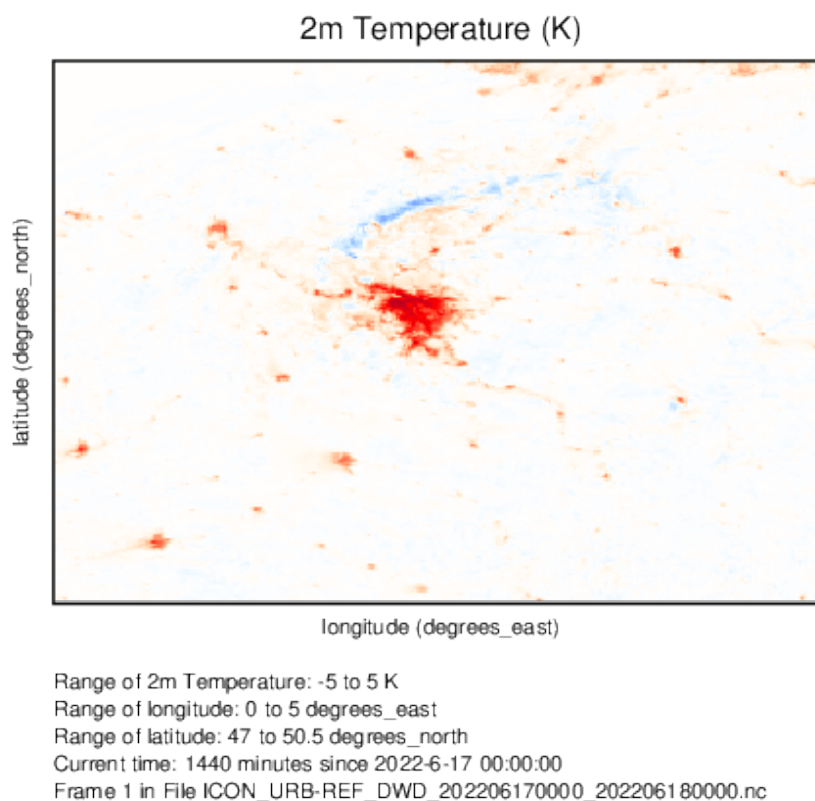 2m Temperature (K)
latitude (degrees_north)
longitude (degrees_east)
Range of 2m Temperature: -5 to 5 K
Range of longitude: 0 to 5 degrees_east
Range of latitude: 47 to 50.5 degrees_north
Current time: 1440 minutes since 2022-6-17 00:00:00
Frame 1 in File ICON_URB-REF_DWD_202206170000_202206180000.nc